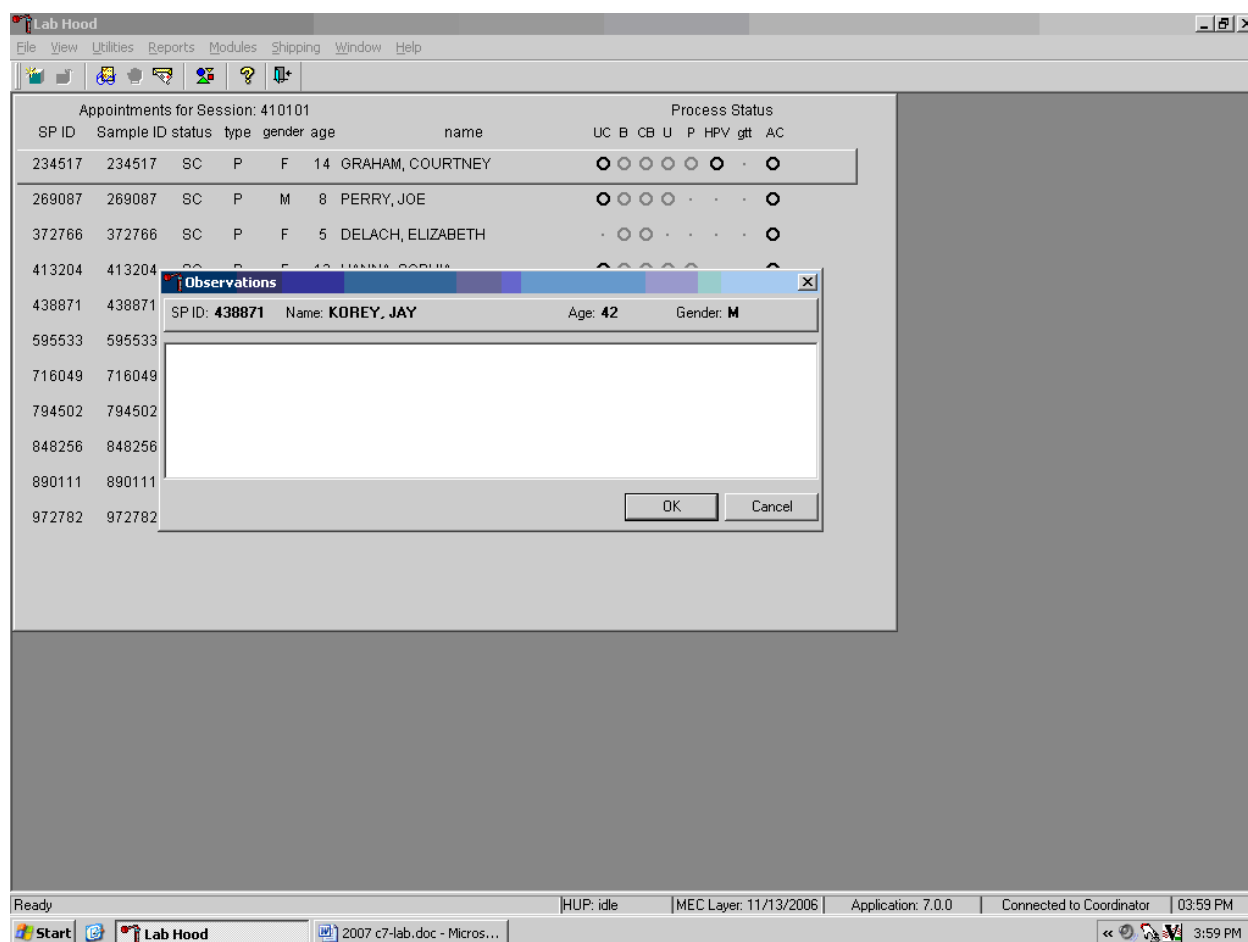 Lab Hood
File View Utilities Reports Modules Shipping Window Help
Appointments for Session: 410101 Process Status
SP ID Sample ID status type gender age name UC B CB U P HPV gtt AC
234517 234517 SC P F 14 GRAHAM, COURTNEY
269087 269087 SC P M 8 PERRY, JOE
372766 372766 SC P F 5 DELACH, ELIZABETH
413204 413204
Observations
438871 438871 SP ID: 438871 Name: KOREY, JAY Age: 42 Gender: M
595533 595533
716049 716049
794502 794502
848256 848256
890111 890111
OK Cancel
972782 972782
Ready HUP: idle MEC Layer: 11/13/2006 Application: 7.0.0 Connected to Coordinator 03:59 PM
Start Lab Hood 2007 c7-lab.doc - Micros... « 3:59 PM